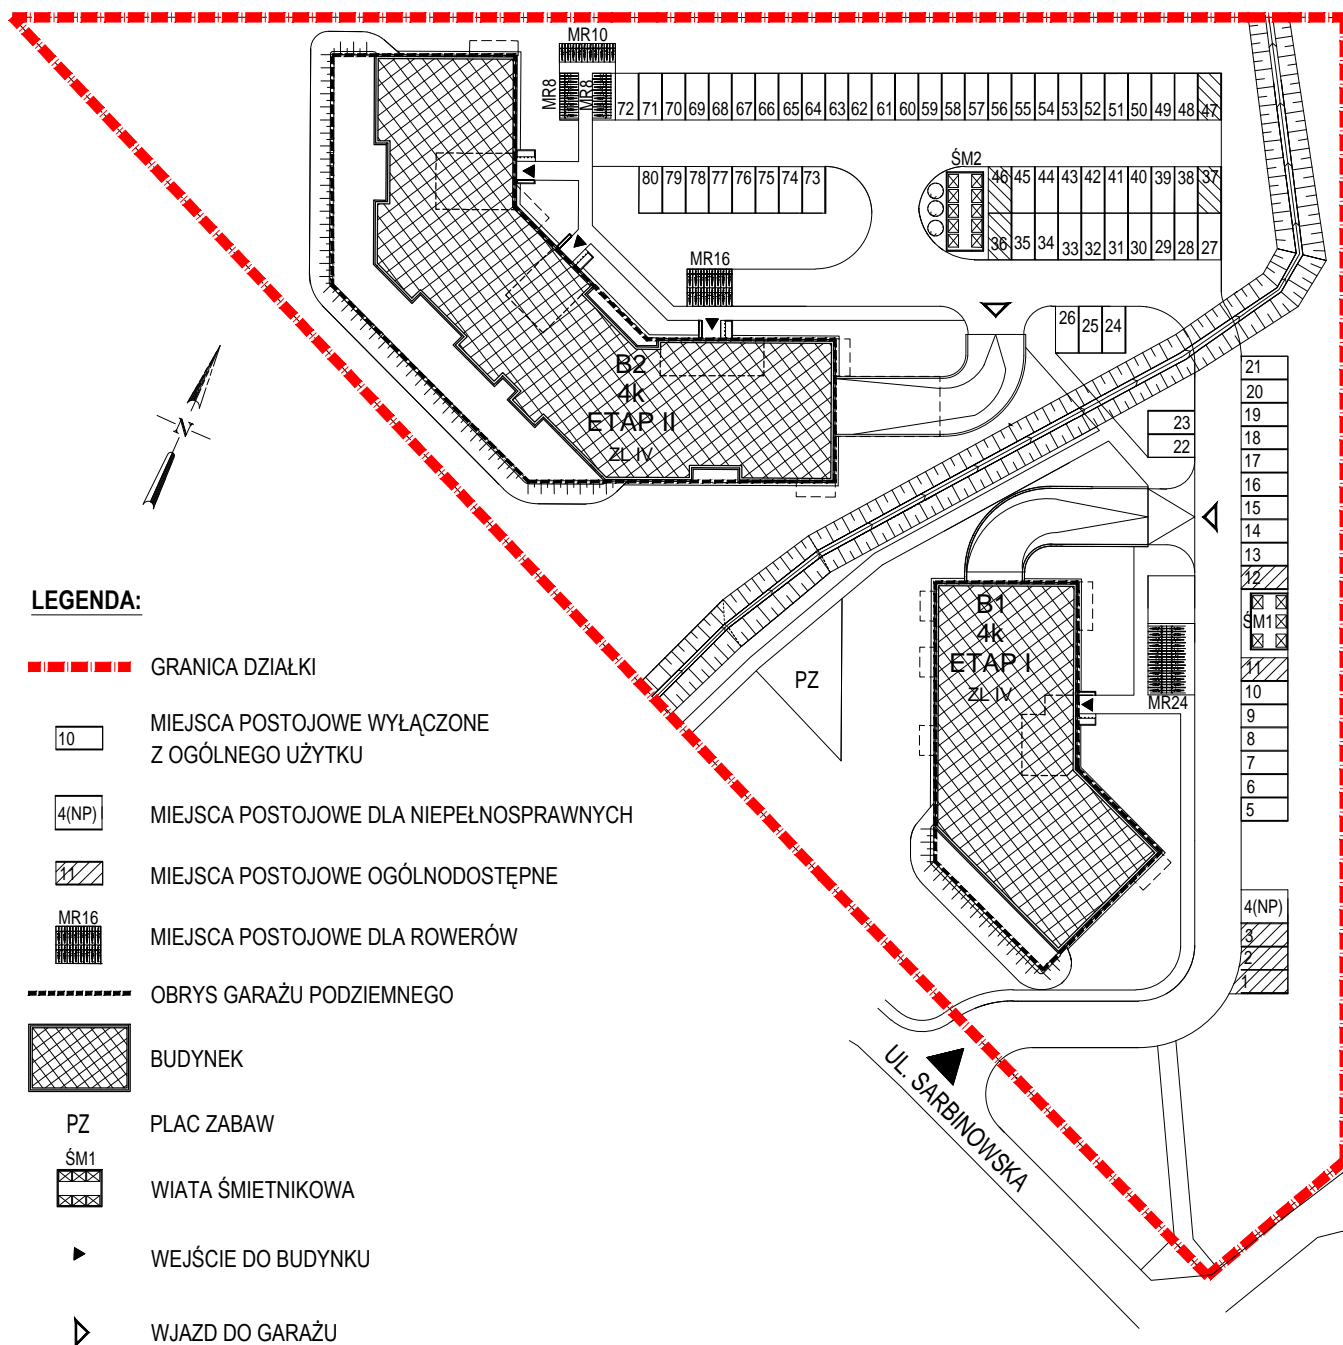 MR10
MR8
MR8
72 71 70 69 68 67 66 65 64 63 62 61 60 59 58 57 56 55 54 53 52 51 50 49 48 47
ŚM2
80 79 78 77 76 75 74 73
46 45 44 43 42 41 40 39 38 37
36 35 34 33 32 31 30 29 28 27
MR16
26 25 24
B2
4k
ETAP II
ZL IV
N
21
20
19
18
17
16
15
14
13
12
23
22
ŚM1
11
10
9
8
7
6
5
4(NP)
3
2
1
B1
4k
ETAP I
ZL IV
MR24
PZ
UL. SARBINOWSKA
LEGENDA:
GRANICA DZIAŁKI
10
MIEJSCA POSTOJOWE WYŁĄCZONE
Z OGÓLNEGO UŻYTKU
4(NP)
MIEJSCA POSTOJOWE DLA NIEPEŁNOSPRAWNYCH
11
MIEJSCA POSTOJOWE OGÓLNODOSTĘPNE
MR16
MIEJSCA POSTOJOWE DLA ROWERÓW
OBRYS GARAŻU PODZIEMNEGO
BUDYNEK
PZ
PLAC ZABAW
ŚM1
WIATA ŚMIETNIKOWA
WEJŚCIE DO BUDYNKU
WJAZD DO GARAŻU